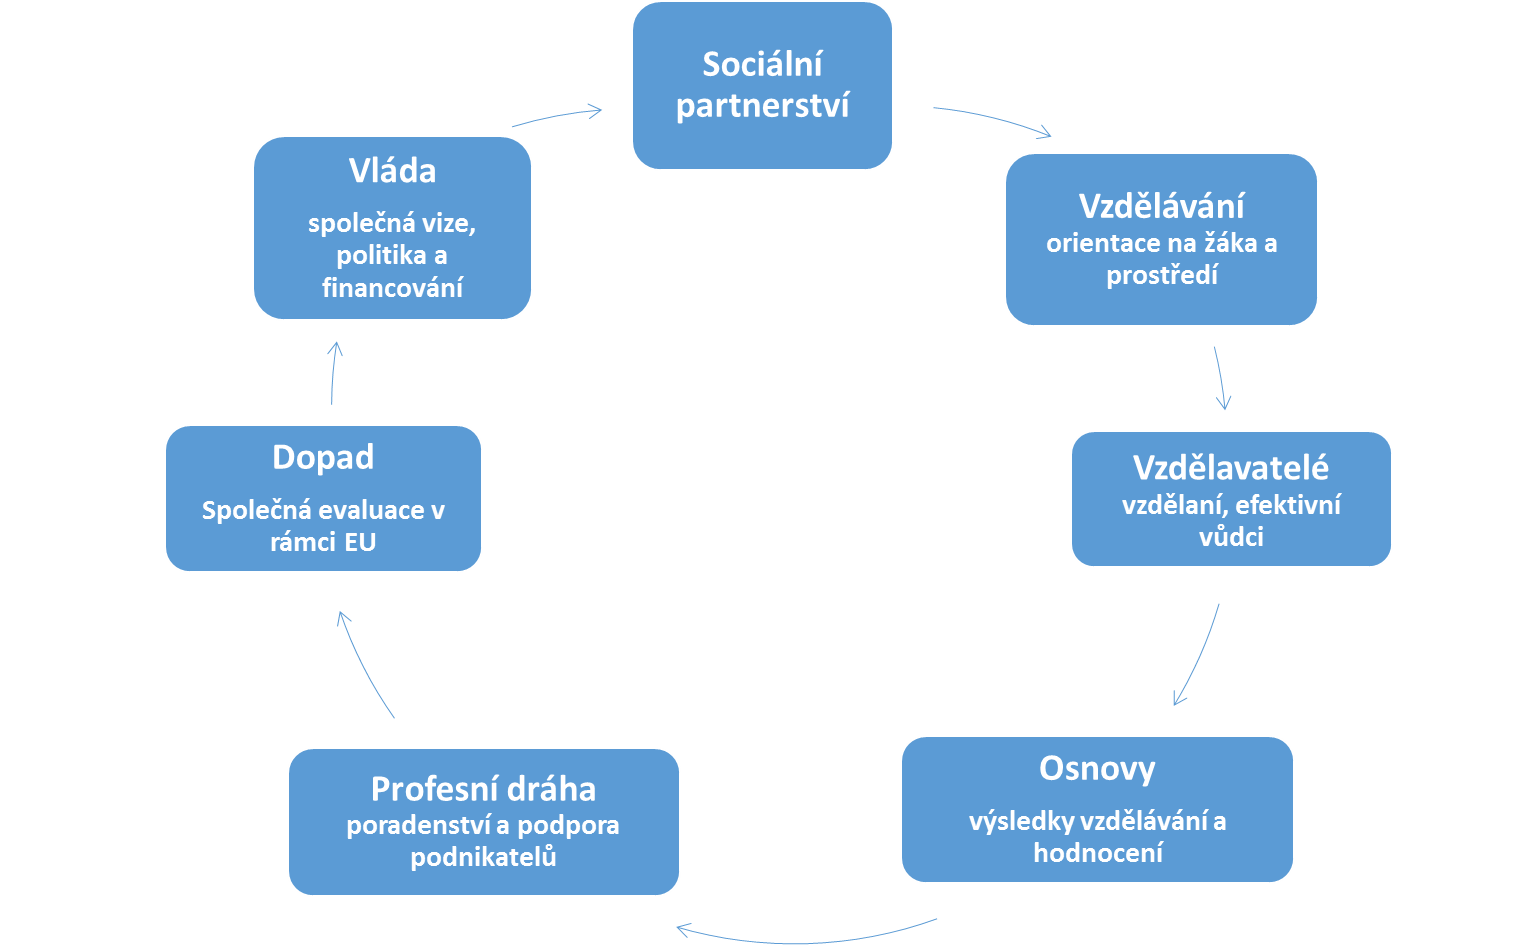 Sociální
partnerství
Vzdělávání
orientace na žáka a
prostředí
Vzdělavatelé
vzdělaní, efektivní
vůdci
Osnovy
výsledky vzdělávání a
hodnocení
Profesní dráha
poradenství a podpora
podnikatelů
Dopad
Společná evaluace v
rámci EU
Vláda
společná vize,
politika a
financování